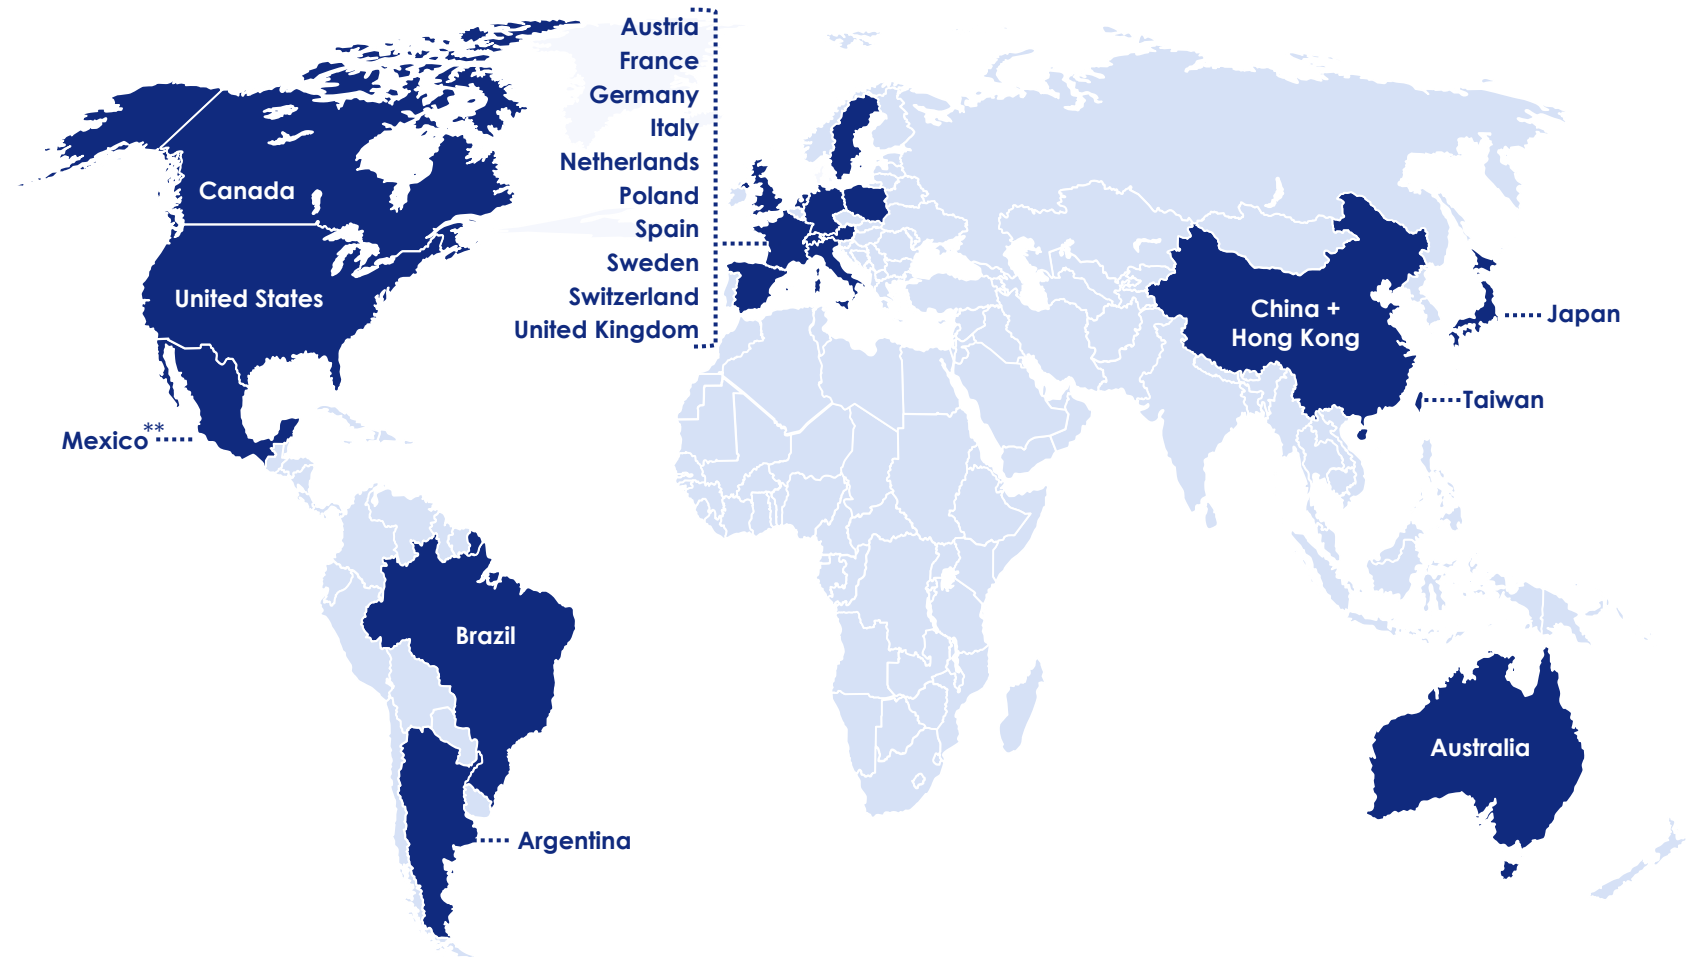 Austria
France
Germany
Italy
Netherlands
Poland
Spain
Sweden
Switzerland
United Kingdom
Canada
United States
Mexico**
Brazil
Argentina
China +
Hong Kong
Japan
Taiwan
Australia